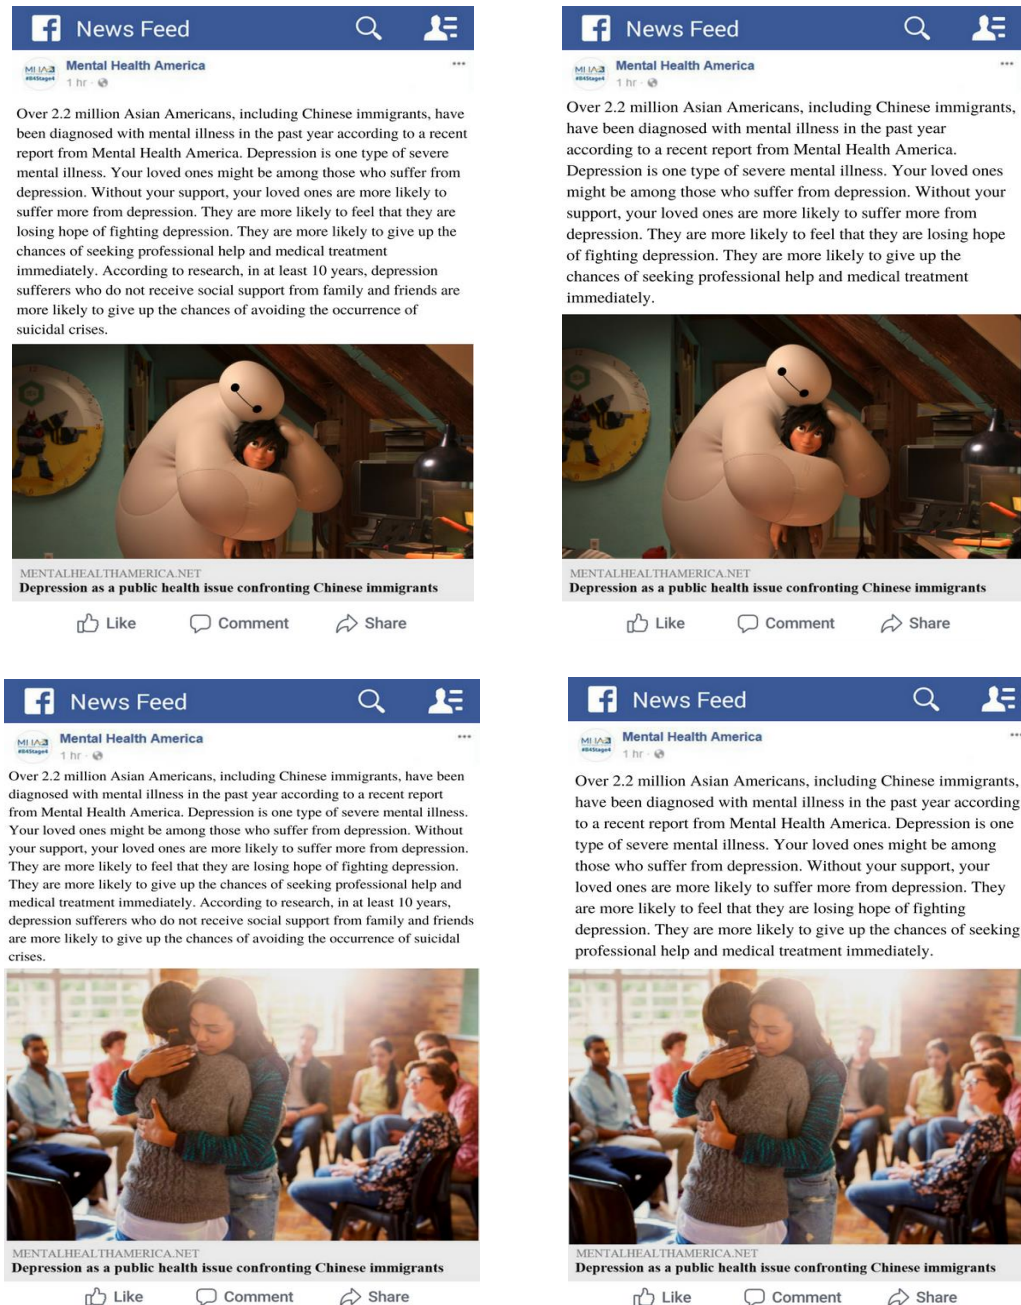 News Feed
Mental Health America
#B4Stage4
1 hr
Over 2.2 million Asian Americans, including Chinese immigrants, have
been diagnosed with mental illness in the past year according to a recent
report from Mental Health America. Depression is one type of severe
mental illness. Your loved ones might be among those who suffer from
depression. Without your support, your loved ones are more likely to
suffer more from depression. They are more likely to feel that they are
losing hope of fighting depression. They are more likely to give up the
chances of seeking professional help and medical treatment
immediately. According to research, in at least 10 years, depression
sufferers who do not receive social support from family and friends are
more likely to give up the chances of avoiding the occurrence of
suicidal crises.
MENTALHEALTHAMERICA.NET
Depression as a public health issue confronting Chinese immigrants
Like Comment Share
News Feed
Mental Health America
#B4Stage4
1 hr
Over 2.2 million Asian Americans, including Chinese immigrants,
have been diagnosed with mental illness in the past year
according to a recent report from Mental Health America.
Depression is one type of severe mental illness. Your loved ones
might be among those who suffer from depression. Without your
support, your loved ones are more likely to suffer more from
depression. They are more likely to feel that they are losing hope
of fighting depression. They are more likely to give up the
chances of seeking professional help and medical treatment
immediately.
MENTALHEALTHAMERICA.NET
Depression as a public health issue confronting Chinese immigrants
Like Comment Share
News Feed
Mental Health America
#B4Stage4
1 hr
Over 2.2 million Asian Americans, including Chinese immigrants, have been
diagnosed with mental illness in the past year according to a recent report
from Mental Health America. Depression is one type of severe mental illness.
Your loved ones might be among those who suffer from depression. Without
your support, your loved ones are more likely to suffer more from depression.
They are more likely to feel that they are losing hope of fighting depression.
They are more likely to give up the chances of seeking professional help and
medical treatment immediately. According to research, in at least 10 years,
depression sufferers who do not receive social support from family and friends
are more likely to give up the chances of avoiding the occurrence of suicidal
crises.
MENTALHEALTHAMERICA.NET
Depression as a public health issue confronting Chinese immigrants
Like Comment Share
News Feed
Mental Health America
#B4Stage4
1 hr
Over 2.2 million Asian Americans, including Chinese immigrants,
have been diagnosed with mental illness in the past year according
to a recent report from Mental Health America. Depression is one
type of severe mental illness. Your loved ones might be among
those who suffer from depression. Without your support, your
loved ones are more likely to suffer more from depression. They
are more likely to feel that they are losing hope of fighting
depression. They are more likely to give up the chances of seeking
professional help and medical treatment immediately.
MENTALHEALTHAMERICA.NET
Depression as a public health issue confronting Chinese immigrants
Like Comment Share